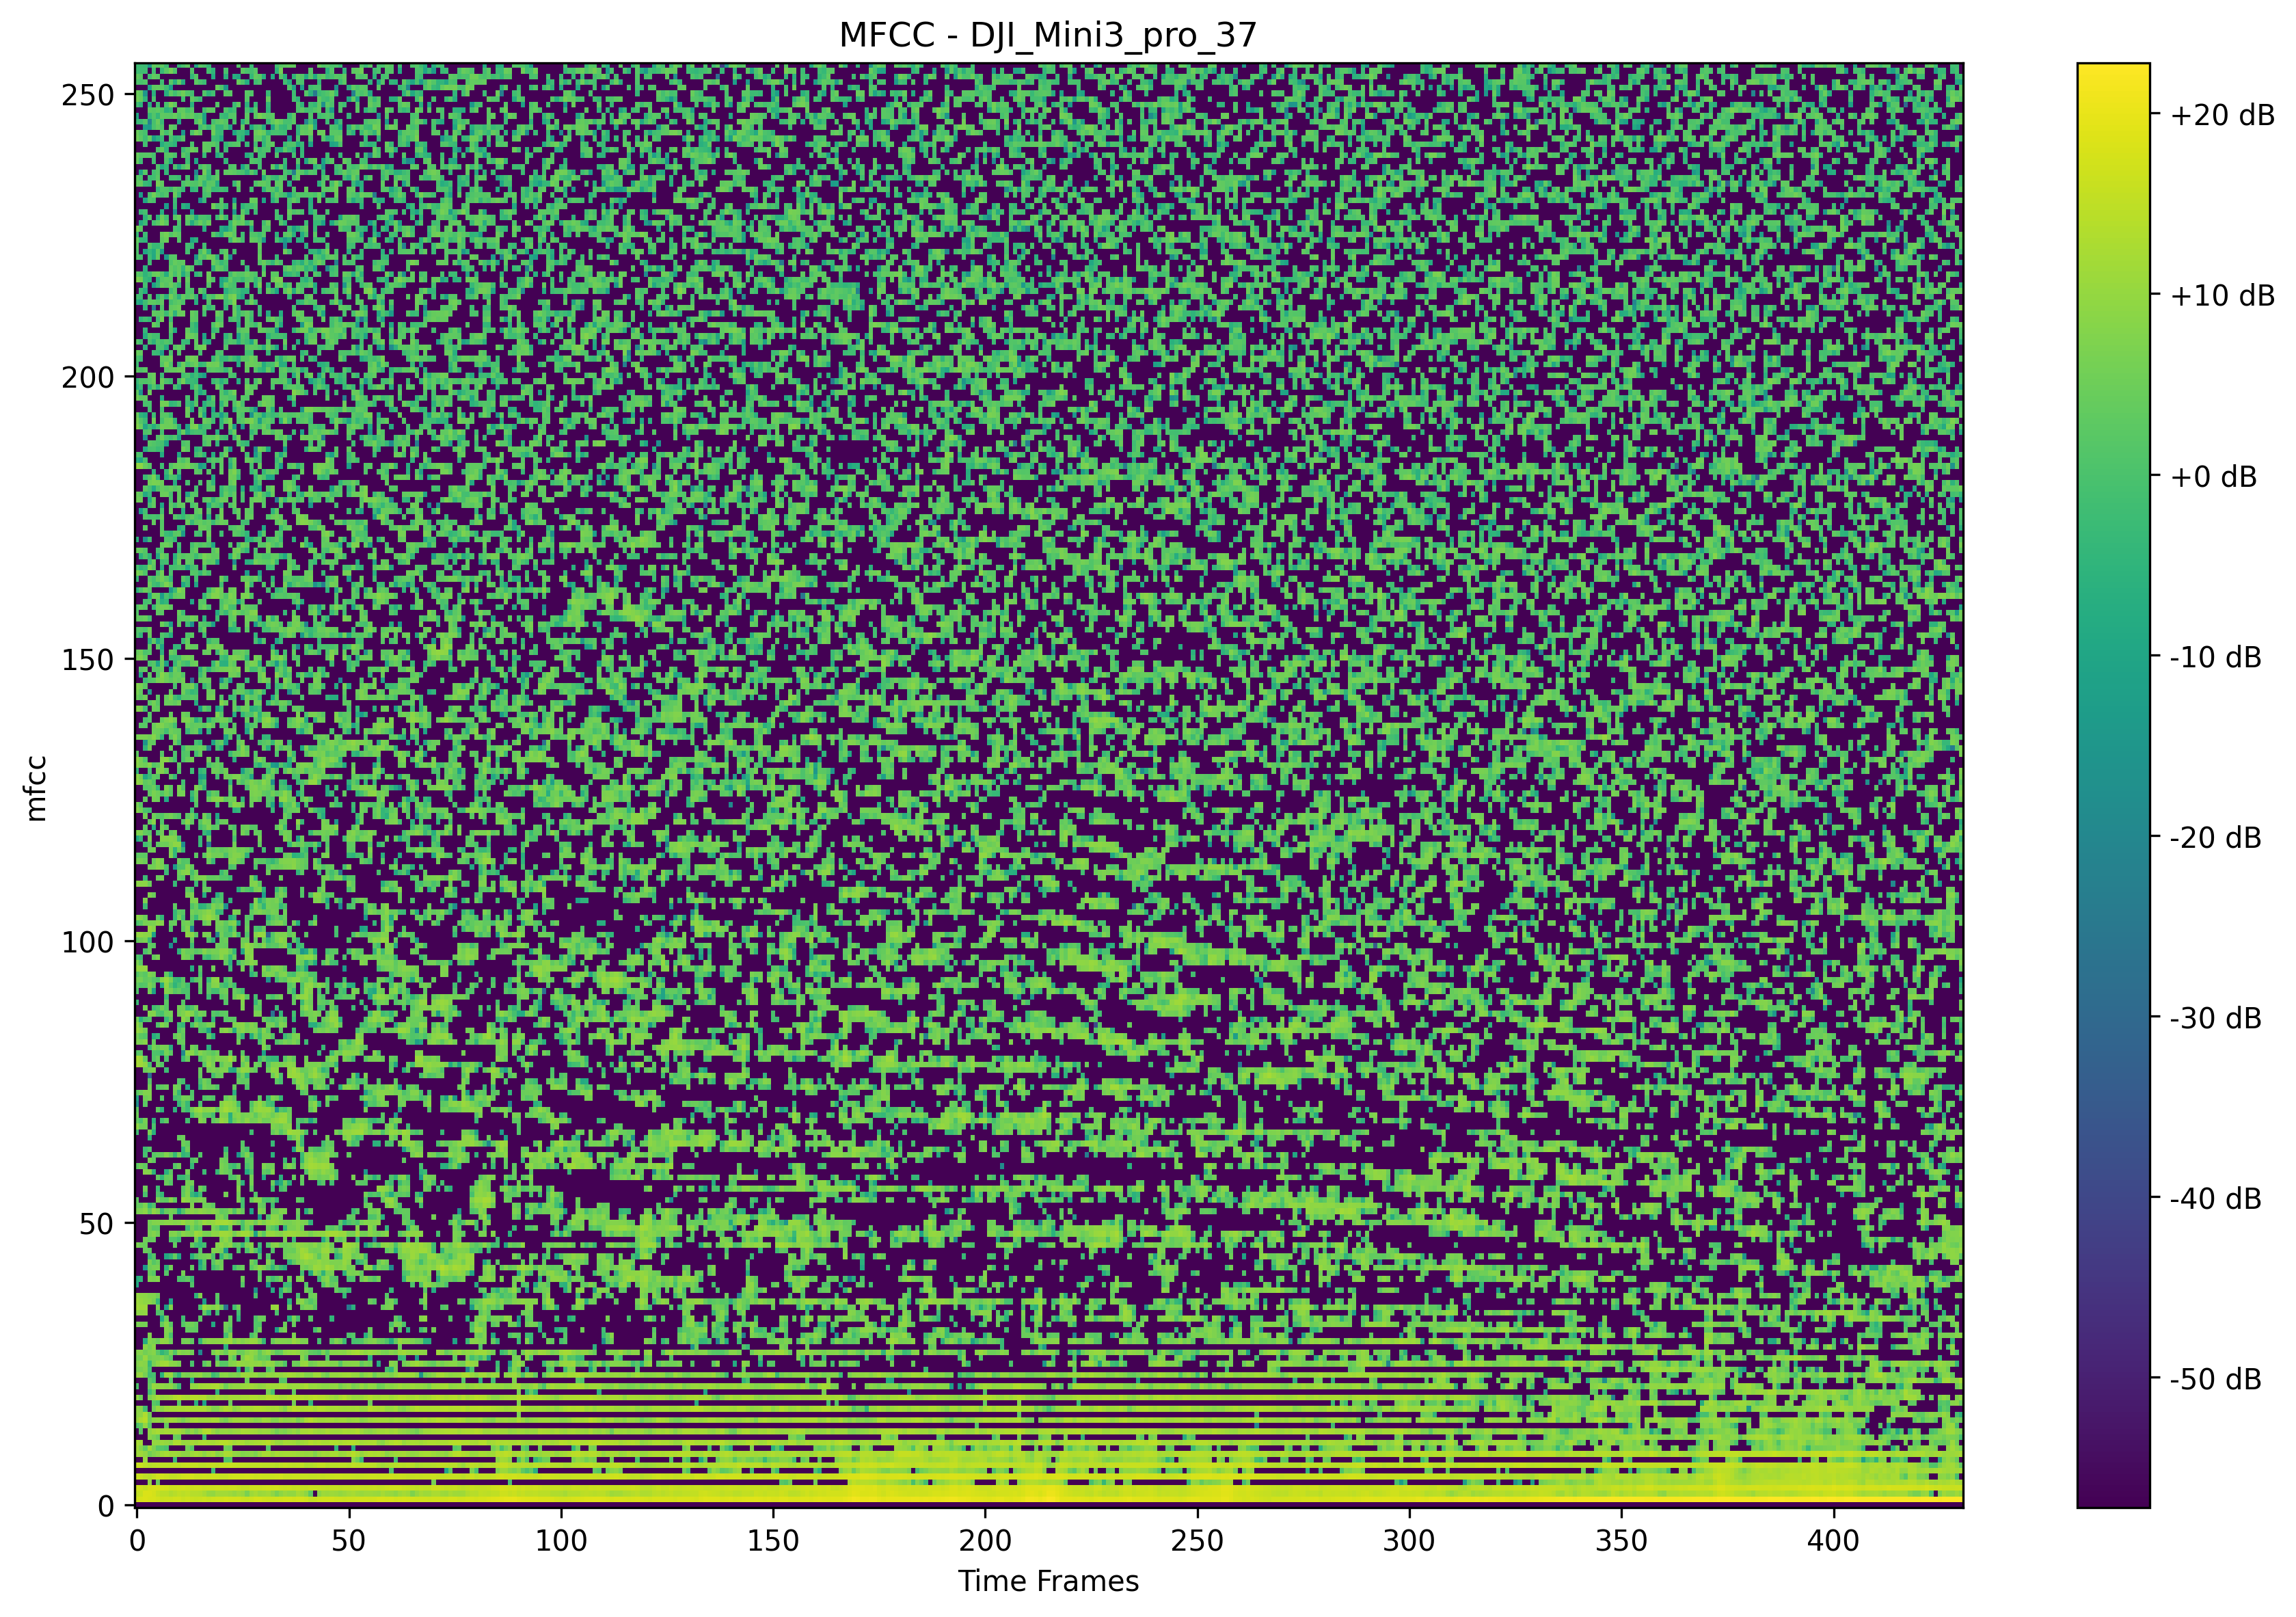 MFCC - DJI_Mini3_pro_37
250
200
150
100
50
0
mfcc
0 50 100 150 200 250 300 350 400
Time Frames
+20 dB
+10 dB
+0 dB
-10 dB
-20 dB
-30 dB
-40 dB
-50 dB